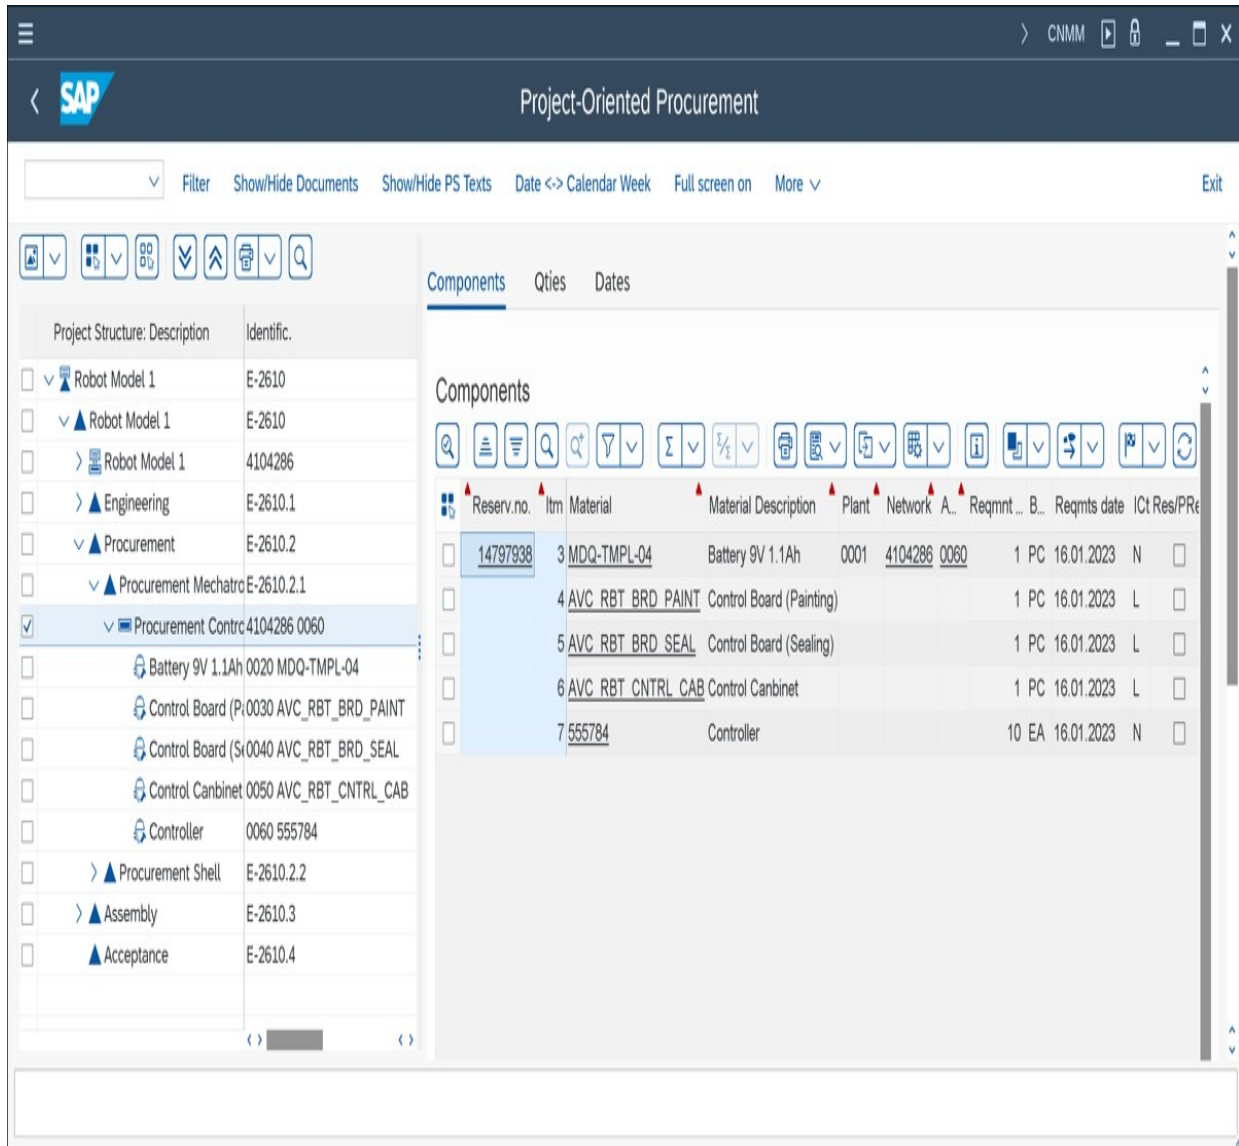 CNMM
SAP
Project-Oriented Procurement
Filter Show/Hide Documents Show/Hide PS Texts Date <-> Calendar Week Full screen on More Exit
Components Qties Dates
Project Structure: Description Identific.
Robot Model 1 E-2610
Robot Model 1 E-2610
Robot Model 1 4104286
Engineering E-2610.1
Procurement E-2610.2
Procurement Mechatro E-2610.2.1
Procurement Contro 4104286 0060
Battery 9V 1.1Ah 0020 MDQ-TMPL-04
Control Board (Pa 0030 AVC_RBT_BRD_PAINT
Control Board (Se 0040 AVC_RBT_BRD_SEAL
Control Canbinet 0050 AVC_RBT_CNTRL_CAB
Controller 0060 555784
Procurement Shell E-2610.2.2
Assembly E-2610.3
Acceptance E-2610.4
Components
Reserv.no. Itm Material Material Description Plant Network A... Reqmnt ... B... Reqmts date ICt Res/PRe
14797938 3 MDQ-TMPL-04 Battery 9V 1.1Ah 0001 4104286 0060 1 PC 16.01.2023 N
4 AVC_RBT_BRD_PAINT Control Board (Painting) 1 PC 16.01.2023 L
5 AVC_RBT_BRD_SEAL Control Board (Sealing) 1 PC 16.01.2023 L
6 AVC_RBT_CNTRL_CAB Control Canbinet 1 PC 16.01.2023 L
7 555784 Controller 10 EA 16.01.2023 N